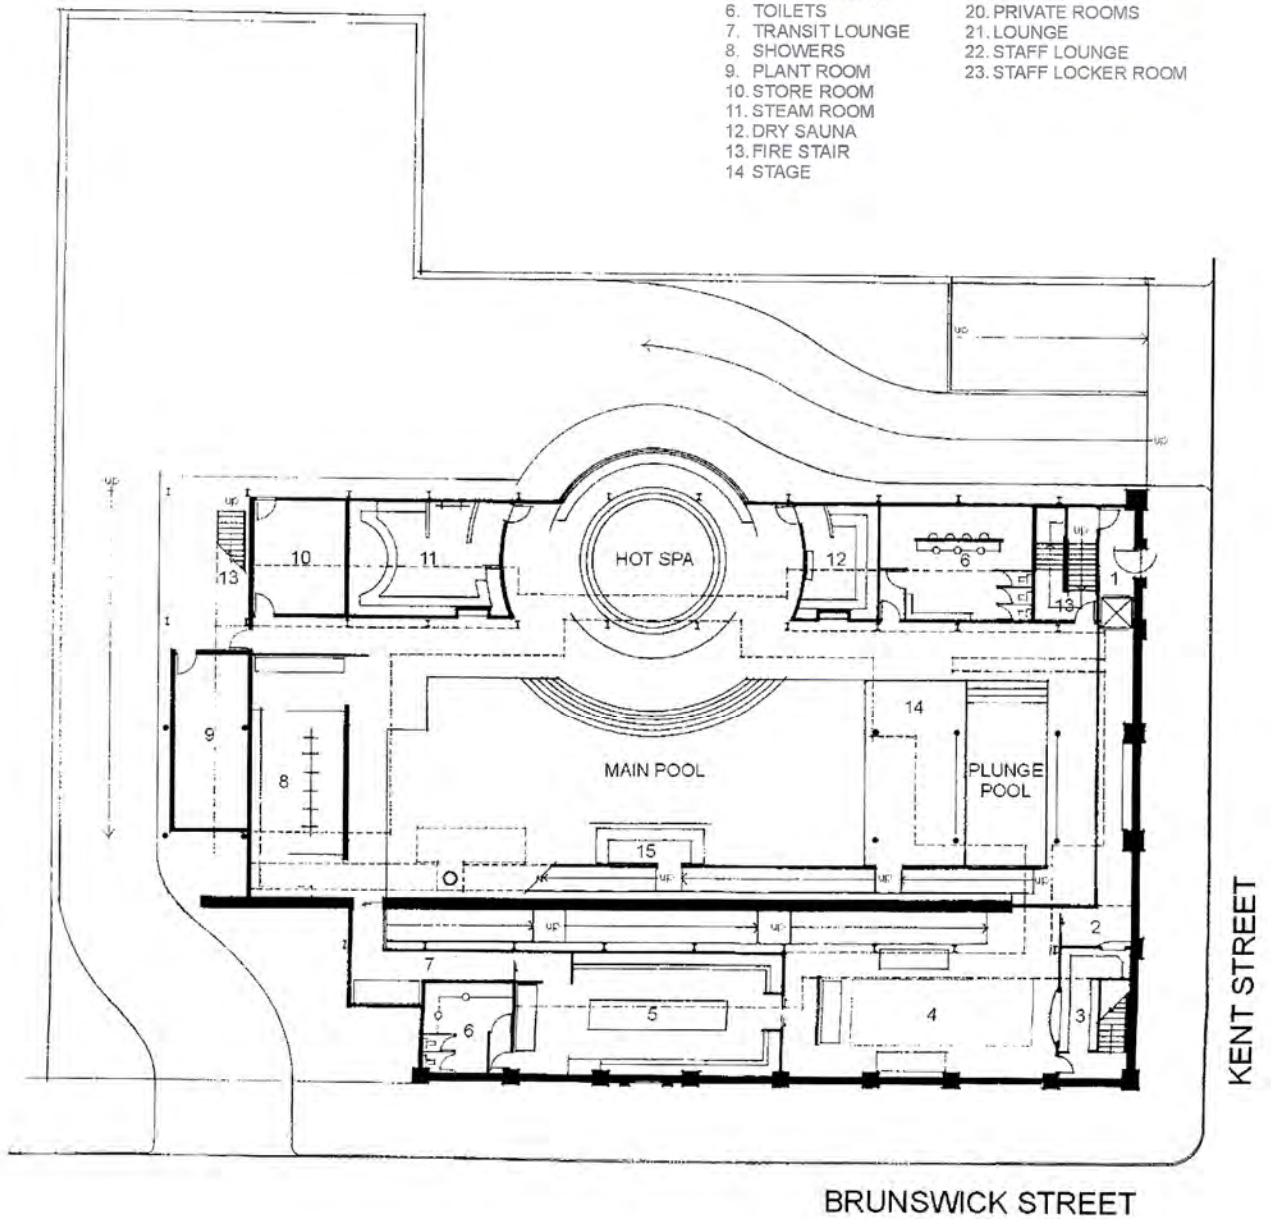 6. TOILETS
7. TRANSIT LOUNGE
8. SHOWERS
9. PLANT ROOM
10. STORE ROOM
11. STEAM ROOM
12. DRY SAUNA
13. FIRE STAIR
14 STAGE
20. PRIVATE ROOMS
21. LOUNGE
22. STAFF LOUNGE
23. STAFF LOCKER ROOM
up
up
up
up
up
13
10
11
HOT SPA
12
6
13
1
9
8
MAIN POOL
14
PLUNGE
POOL
15
up
up
up
up
up
2
7
6
5
4
3
KENT STREET
BRUNSWICK STREET